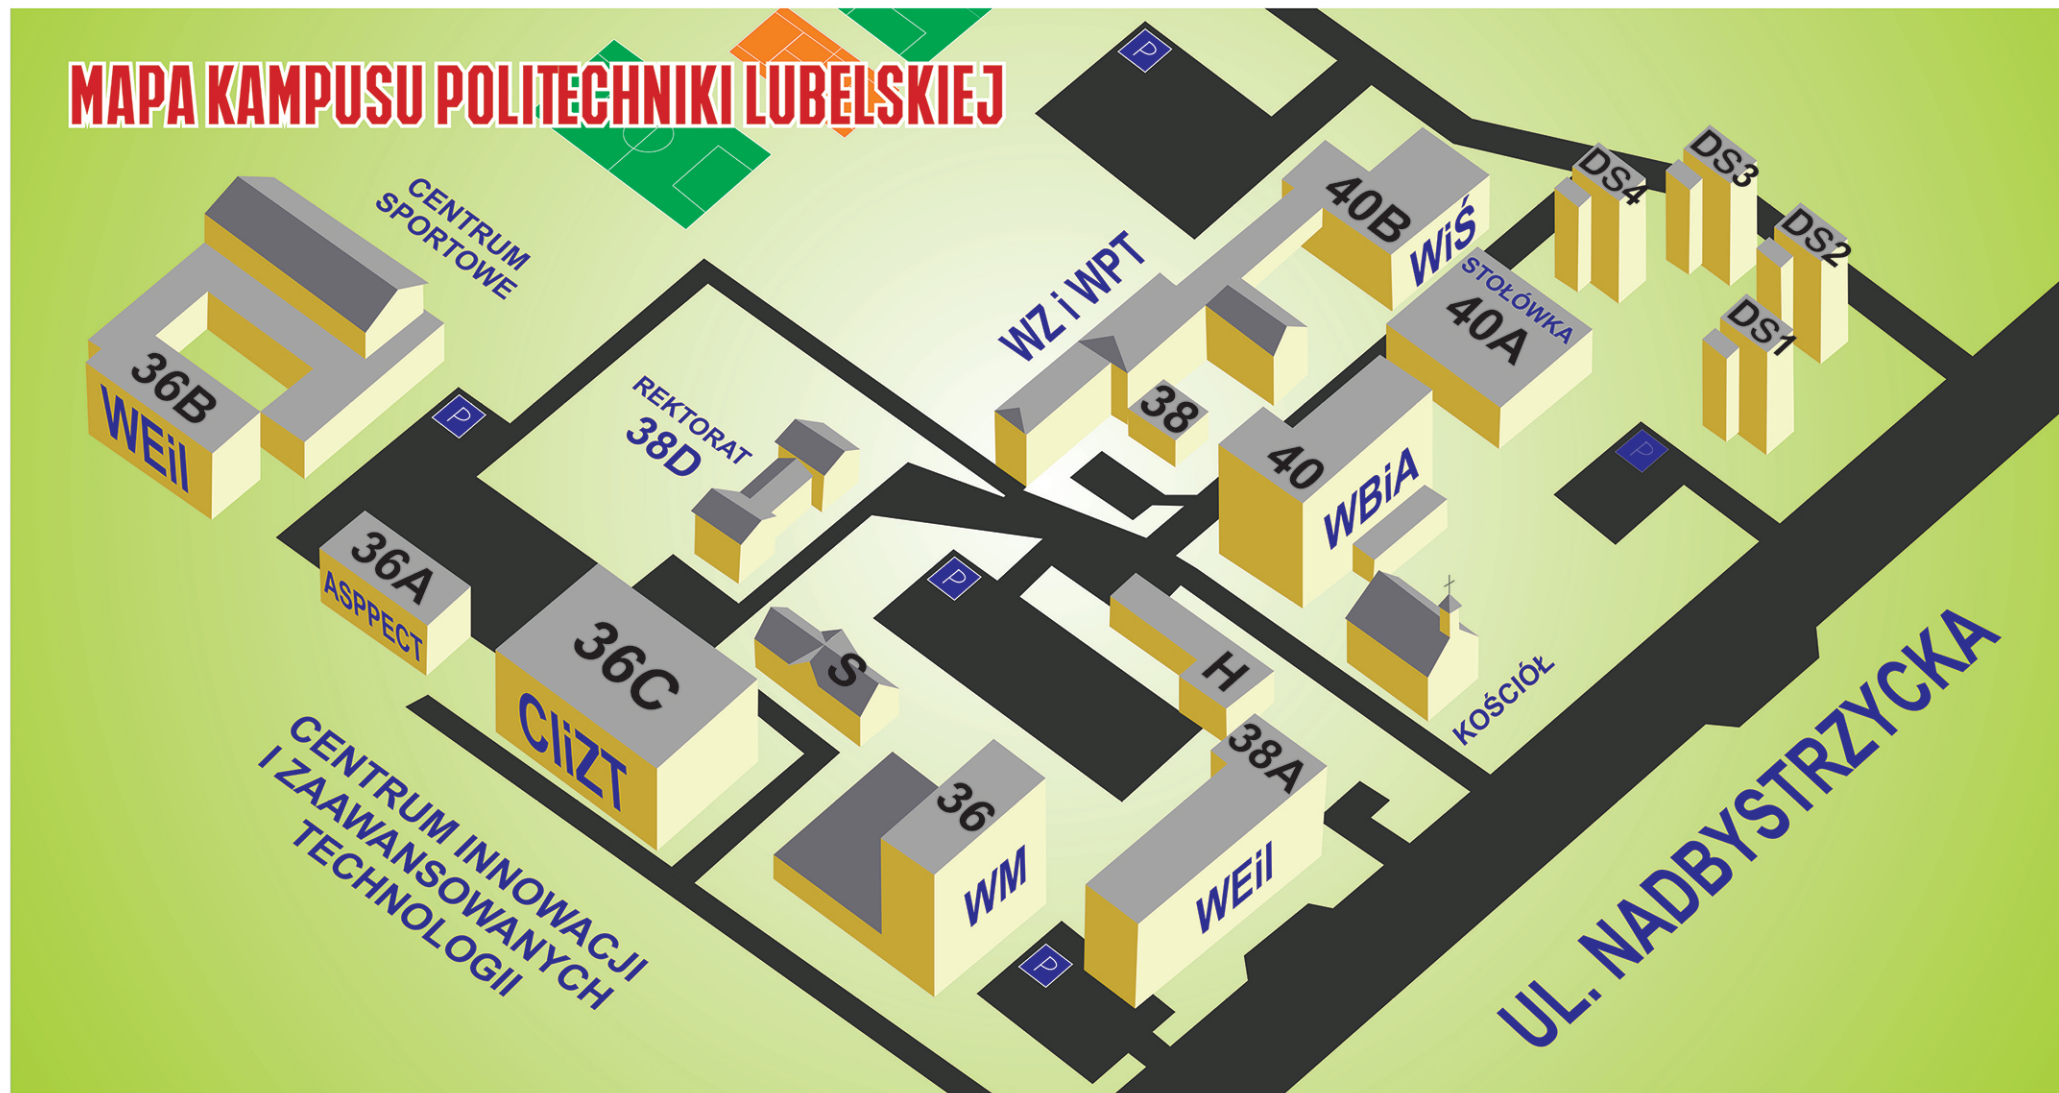 MAPA KAMPUSU POLITECHNIKI LUBELSKIEJ
P
CENTRUM
SPORTOWE
40B
WiŚ
DS4
DS3
DS2
DS1
WZ i WPT
STOŁÓWKA
40A
36B
WEiI
P
REKTORAT
38D
38
40
WBiA
P
36A
ASPPECT
P
36C
CIiZT
S
H
KOŚCIÓŁ
38A
WEiI
36
WM
P
CENTRUM INNOWACJI
I ZAAWANSOWANYCH
TECHNOLOGII
UL. NADBYSTRZYCKA